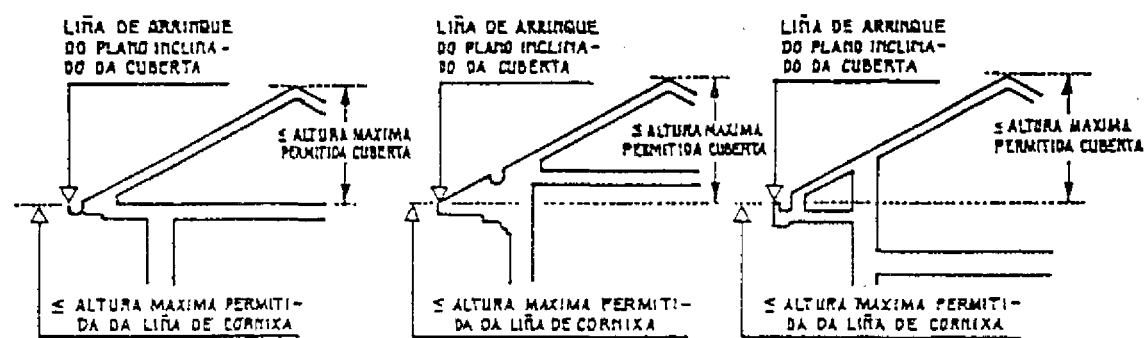 LIÑA DE ARRINQUE
DO PLANO INCLINA-
DO DA CUBERTA
≤ ALTURA MAXIMA
PERMITIDA CUBERTA
≤ ALTURA MAXIMA PERMITI-
DA DA LIÑA DE CORNIXA
LIÑA DE ARRINQUE
DO PLANO INCLINA-
DO DA CUBERTA
≤ ALTURA MAXIMA
PERMITIDA CUBERTA
≤ ALTURA MAXIMA PERMITI-
DA DA LIÑA DE CORNIXA
LIÑA DE ARRINQUE
DO PLANO INCLINA-
DO DA CUBERTA
≤ ALTURA MAXIMA
PERMITIDA CUBERTA
≤ ALTURA MAXIMA PERMITI-
DA DA LIÑA DE CORNIXA